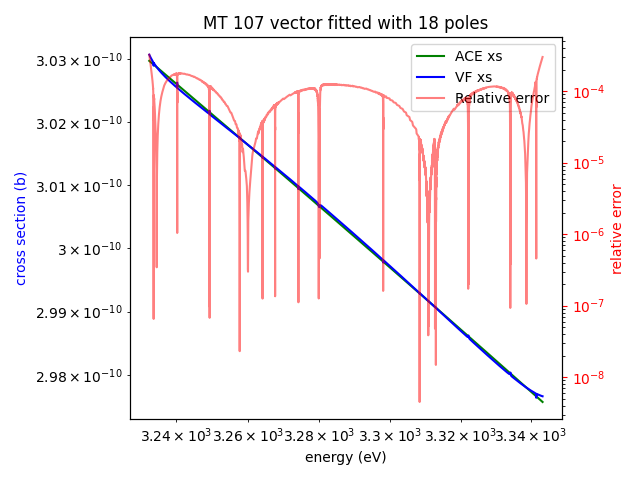 MT 107 vector fitted with 18 poles
ACE xs
VF xs
Relative error
3.03 × 10⁻¹⁰
3.02 × 10⁻¹⁰
3.01 × 10⁻¹⁰
3 × 10⁻¹⁰
2.99 × 10⁻¹⁰
2.98 × 10⁻¹⁰
cross section (b)
10⁻⁴
10⁻⁵
10⁻⁶
10⁻⁷
10⁻⁸
relative error
3.24 × 10³ 3.26 × 10³ 3.28 × 10³ 3.3 × 10³ 3.32 × 10³ 3.34 × 10³
energy (eV)